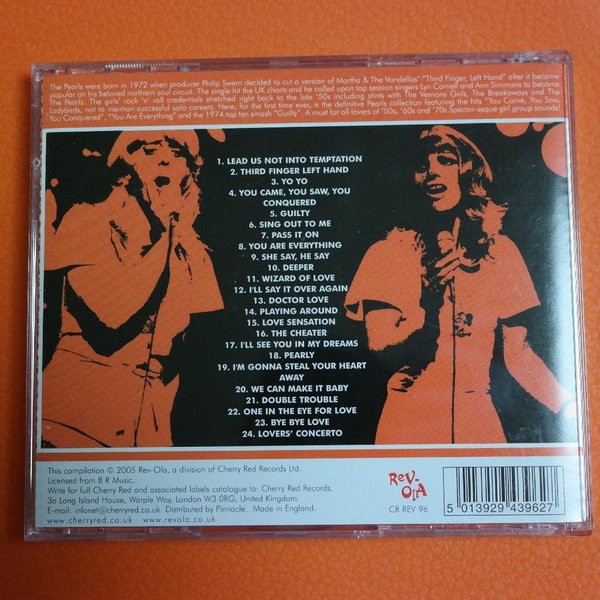 The Pearls were born in 1972 when producer Philip Swern decided to cut a version of Martha & The Vandellas' "Third Finger, Left Hand" after it became
popular on his beloved northern soul circuit. The single hit the UK charts and he called upon top session singers Lyn Cornell and Ann Simmons to become
The Pearls. The girls' rock 'n' roll credentials stretched right back to the late '50s including stints with The Vernons Girls, The Breakaways and The
Ladybirds, not to mention successful solo careers. Here, for the first time ever, is the definitive Pearls collection featuring the hits "You Came, You Saw,
You Conquered", "You Are Everything" and the 1974 top ten smash "Guilty". A must for all lovers of '50s, '60s and '70s Spector-esque girl group sounds!
1. LEAD US NOT INTO TEMPTATION
2. THIRD FINGER LEFT HAND
3. YO YO
4. YOU CAME, YOU SAW, YOU
CONQUERED
5. GUILTY
6. SING OUT TO ME
7. PASS IT ON
8. YOU ARE EVERYTHING
9. SHE SAY, HE SAY
10. DEEPER
11. WIZARD OF LOVE
12. I'LL SAY IT OVER AGAIN
13. DOCTOR LOVE
14. PLAYING AROUND
15. LOVE SENSATION
16. THE CHEATER
17. I'LL SEE YOU IN MY DREAMS
18. PEARLY
19. I'M GONNA STEAL YOUR HEART
AWAY
20. WE CAN MAKE IT BABY
21. DOUBLE TROUBLE
22. ONE IN THE EYE FOR LOVE
23. BYE BYE LOVE
24. LOVERS' CONCERTO
This compilation © 2005 Rev-Ola, a division of Cherry Red Records Ltd.
Licensed from B R Music.
Write for full Cherry Red and associated labels catalogue to: Cherry Red Records,
3a Long Island House, Warple Way, London W3 0RG, United Kingdom.
E-mail: infonet@cherryred.co.uk Distributed by Pinnacle. Made in England.
www.cherryred.co.uk www.revola.co.uk
REV-
OLA
CR REV 96
5 013929 439627